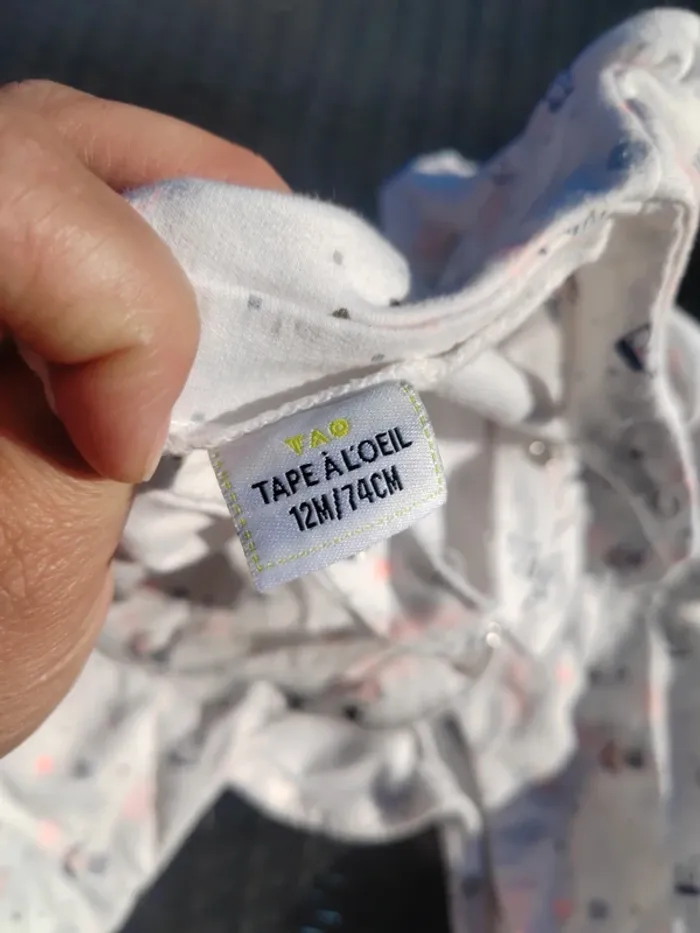 TAO
TAPE À L'OEIL
12M/74CM